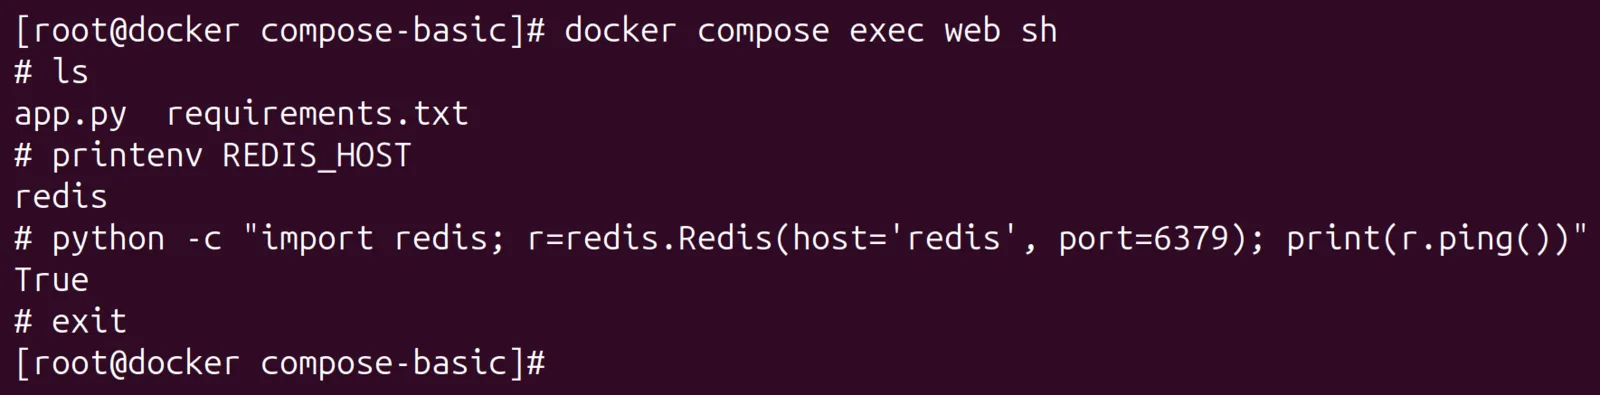 [root@docker compose-basic]# docker compose exec web sh
# ls
app.py  requirements.txt
# printenv REDIS_HOST
redis
# python -c "import redis; r=redis.Redis(host='redis', port=6379); print(r.ping())"
True
# exit
[root@docker compose-basic]#